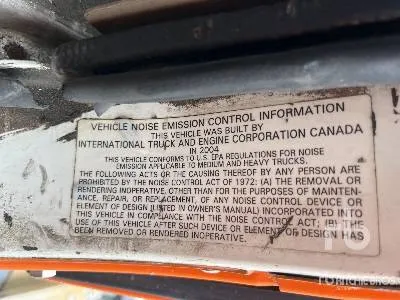 VEHICLE NOISE EMISSION CONTROL INFORMATION
THIS VEHICLE WAS BUILT BY
INTERNATIONAL TRUCK AND ENGINE CORPORATION CANADA
IN 2004
THIS VEHICLE CONFORMS TO U.S. EPA REGULATIONS FOR NOISE
EMISSION APPLICABLE TO MEDIUM AND HEAVY TRUCKS.
THE FOLLOWING ACTS OR THE CAUSING THEREOF BY ANY PERSON ARE
PROHIBITED BY THE NOISE CONTROL ACT OF 1972: (A) THE REMOVAL OR
RENDERING INOPERATIVE, OTHER THAN FOR THE PURPOSES OF MAINTEN-
ANCE, REPAIR, OR REPLACEMENT, OF ANY NOISE CONTROL DEVICE OR
ELEMENT OF DESIGN (LISTED IN OWNER'S MANUAL) INCORPORATED INTO
THIS VEHICLE IN COMPLIANCE WITH THE NOISE CONTROL ACT; (B) THE
USE OF THIS VEHICLE AFTER SUCH DEVICE OR ELEMENT OF DESIGN HAS
BEEN REMOVED OR RENDERED INOPERATIVE.
RITCHIE BROS